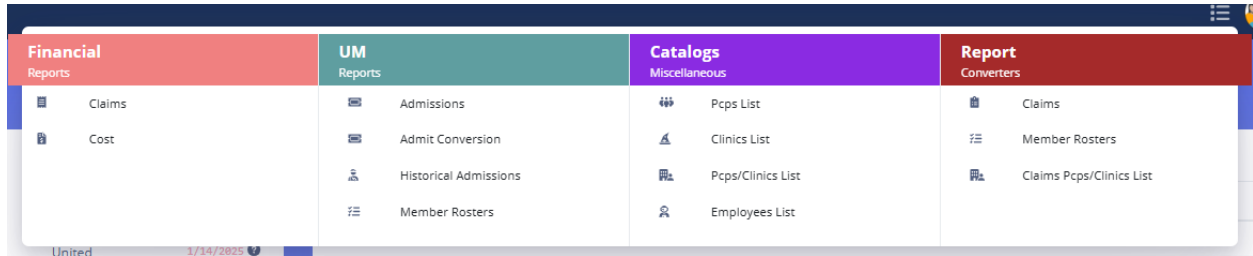 Financial
Reports
Claims
Cost
UM
Reports
Admissions
Admit Conversion
Historical Admissions
Member Rosters
Catalogs
Miscellaneous
Pcps List
Clinics List
Pcps/Clinics List
Employees List
Report
Converters
Claims
Member Rosters
Claims Pcps/Clinics List
United 1/14/2025 ?